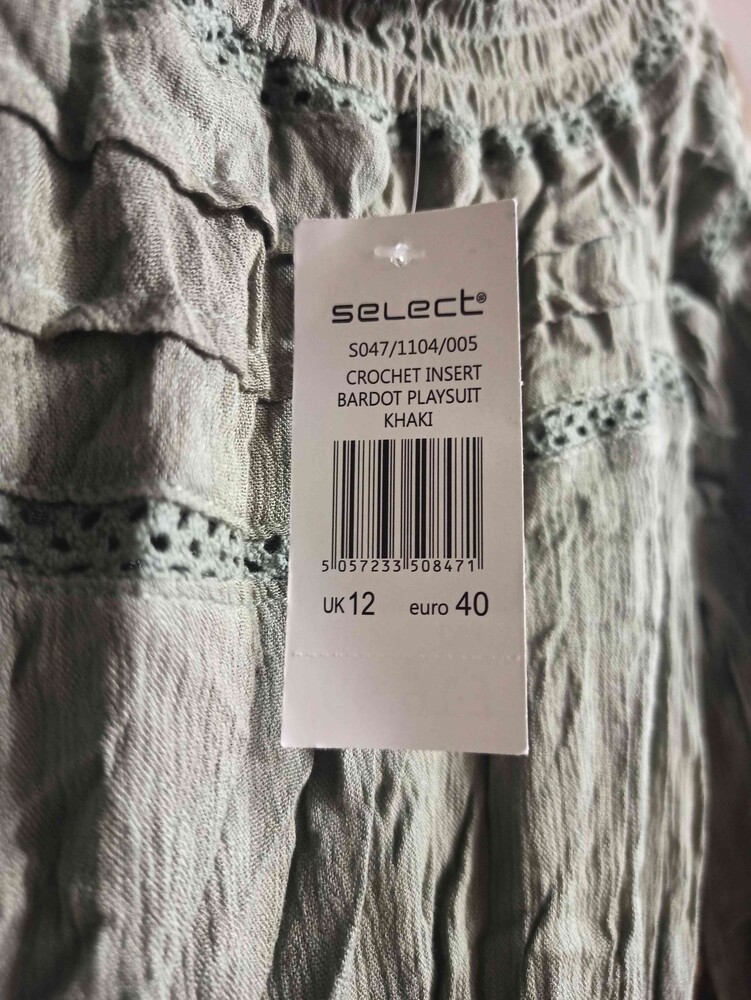 select®
S047/1104/005
CROCHET INSERT
BARDOT PLAYSUIT
KHAKI
5 057233 508471
UK 12 euro 40